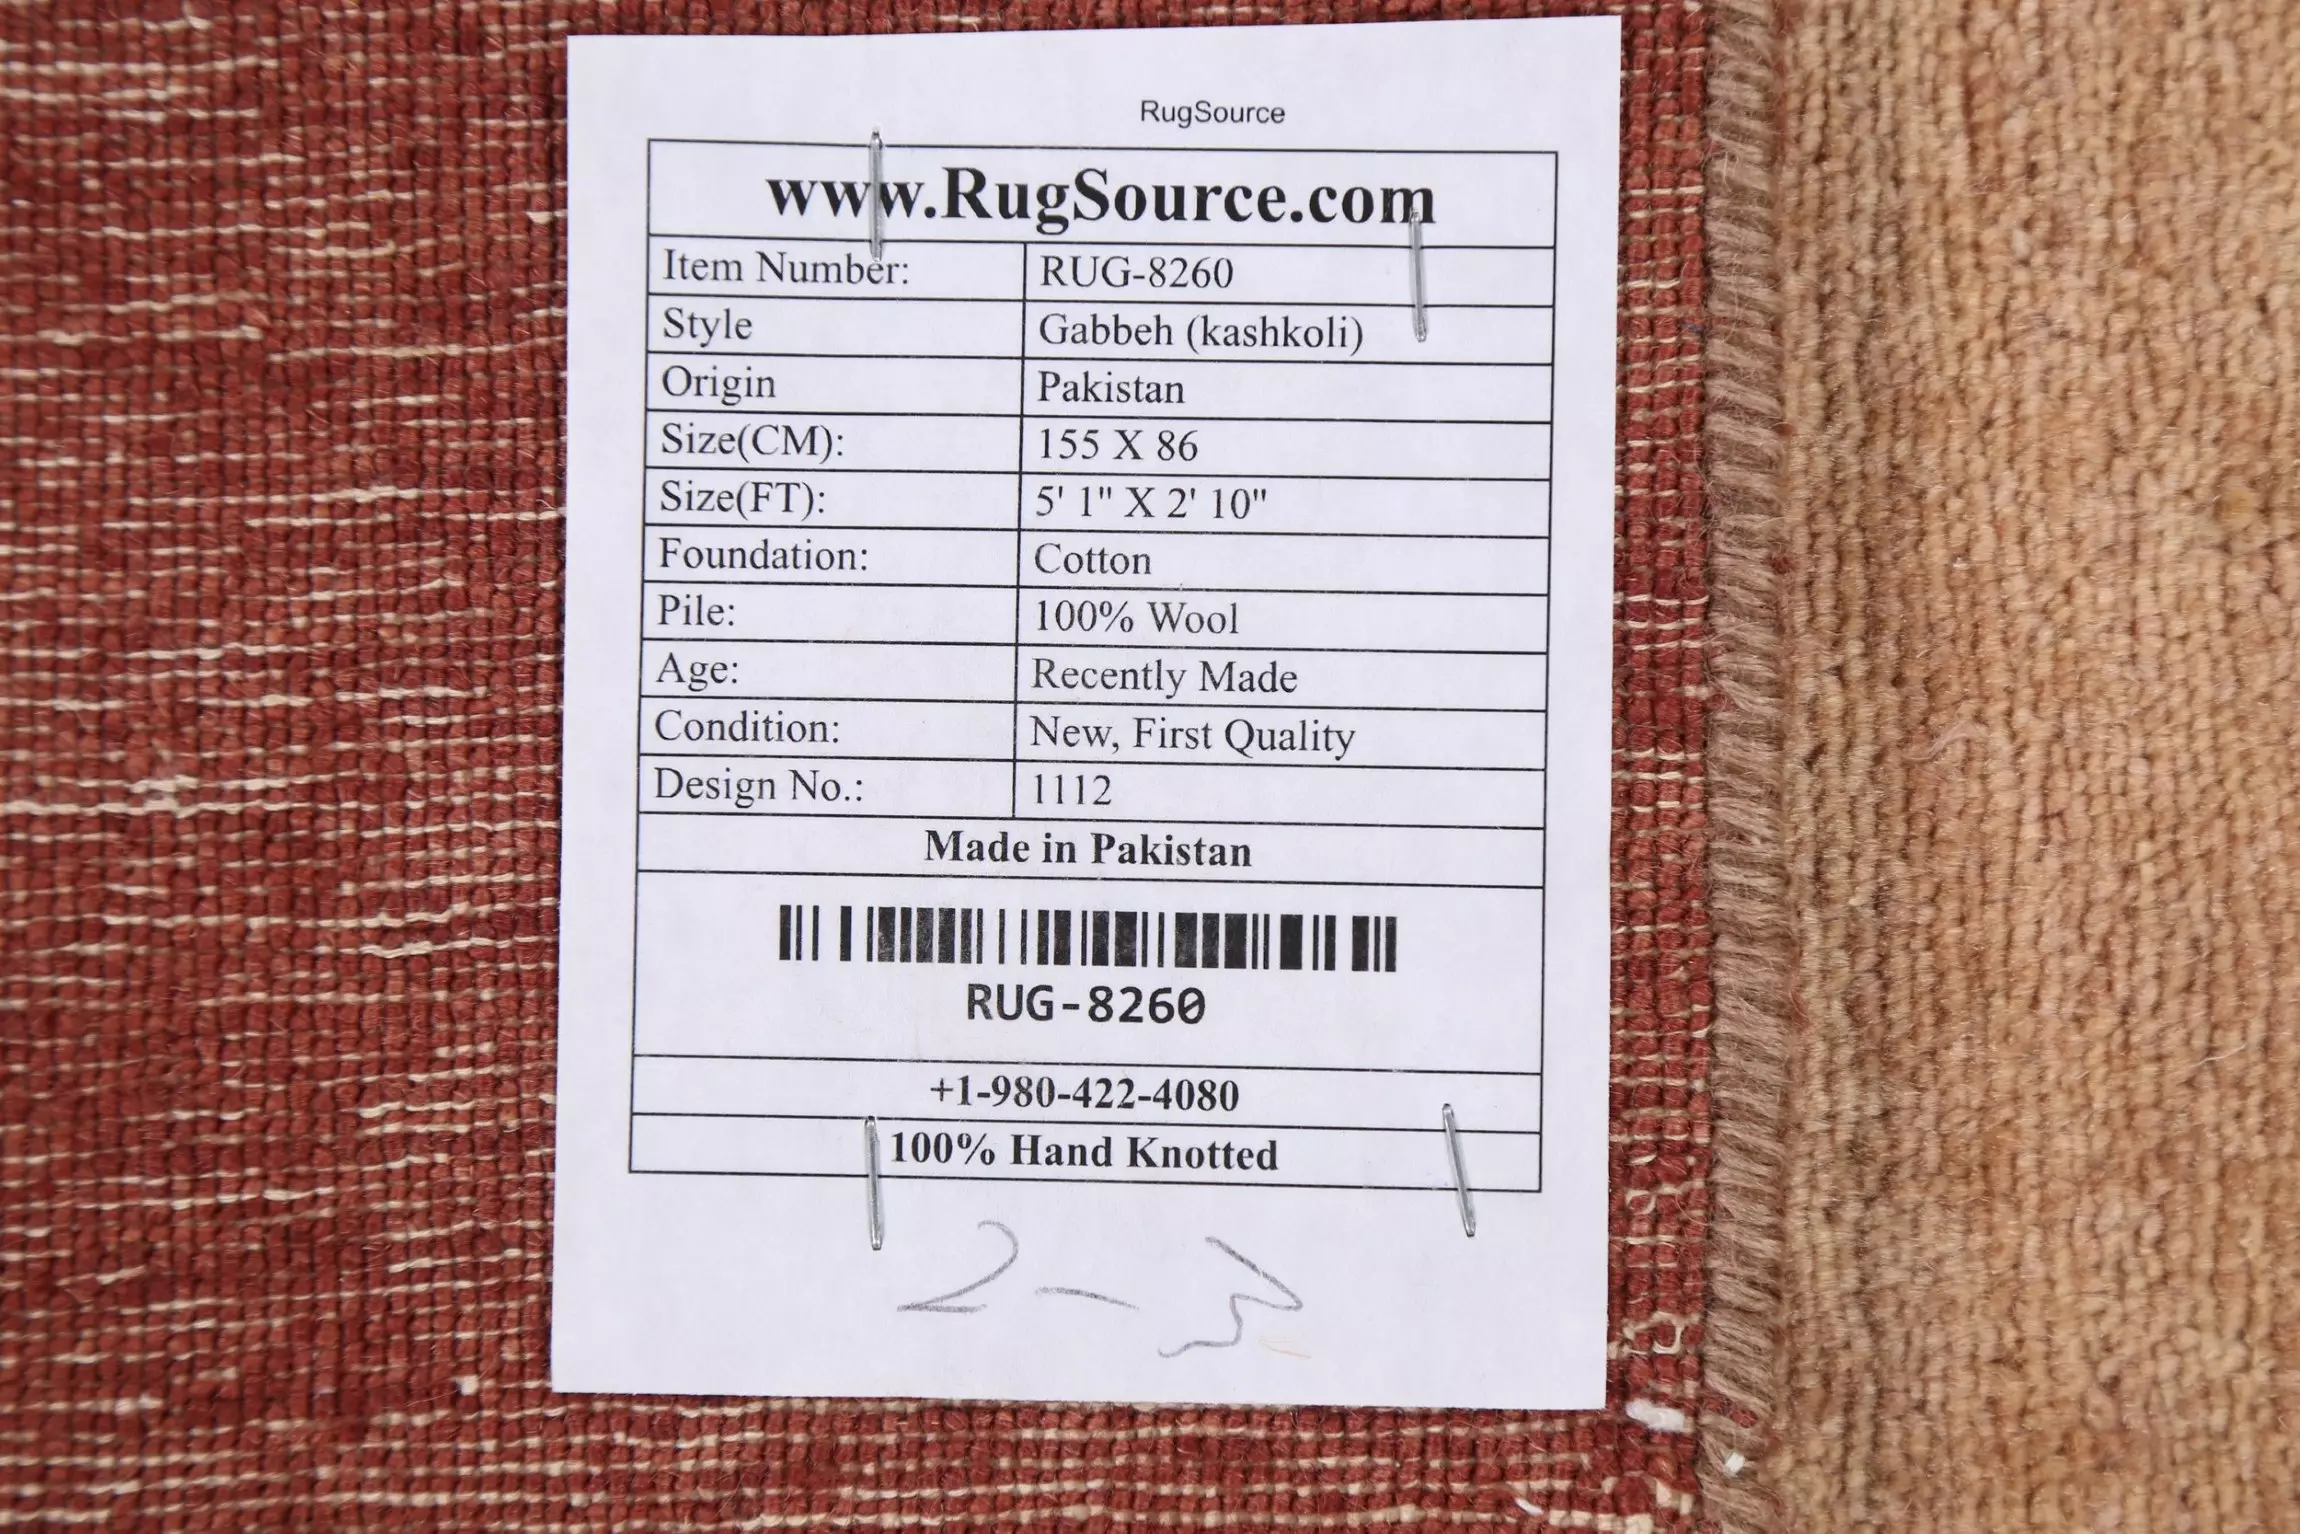 RugSource
www.RugSource.com
Item Number: RUG-8260
Style Gabbeh (kashkoli)
Origin Pakistan
Size(CM): 155 X 86
Size(FT): 5' 1" X 2' 10"
Foundation: Cotton
Pile: 100% Wool
Age: Recently Made
Condition: New, First Quality
Design No.: 1112
Made in Pakistan
RUG-8260
+1-980-422-4080
100% Hand Knotted
2-3